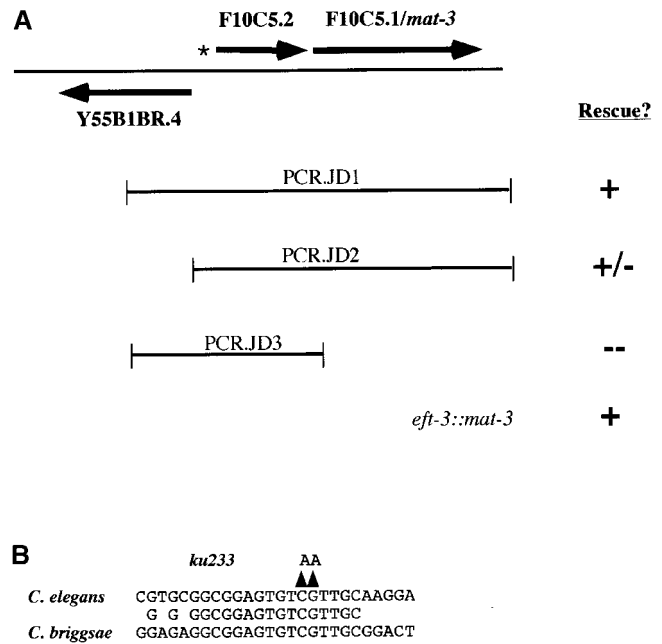 A
F10C5.2 F10C5.1/mat-3
*
Y55B1BR.4
Rescue?
PCR.JD1 +
PCR.JD2 +/-
PCR.JD3 --
eft-3::mat-3 +
B
ku233 AA
C. elegans CGTGCGGCGGAGTGTCGTTGCAAGGA
G G GGCGGAGTGTCGTTGC
C. briggsae GGAGAGGCGGAGTGTCGTTGCGGACT